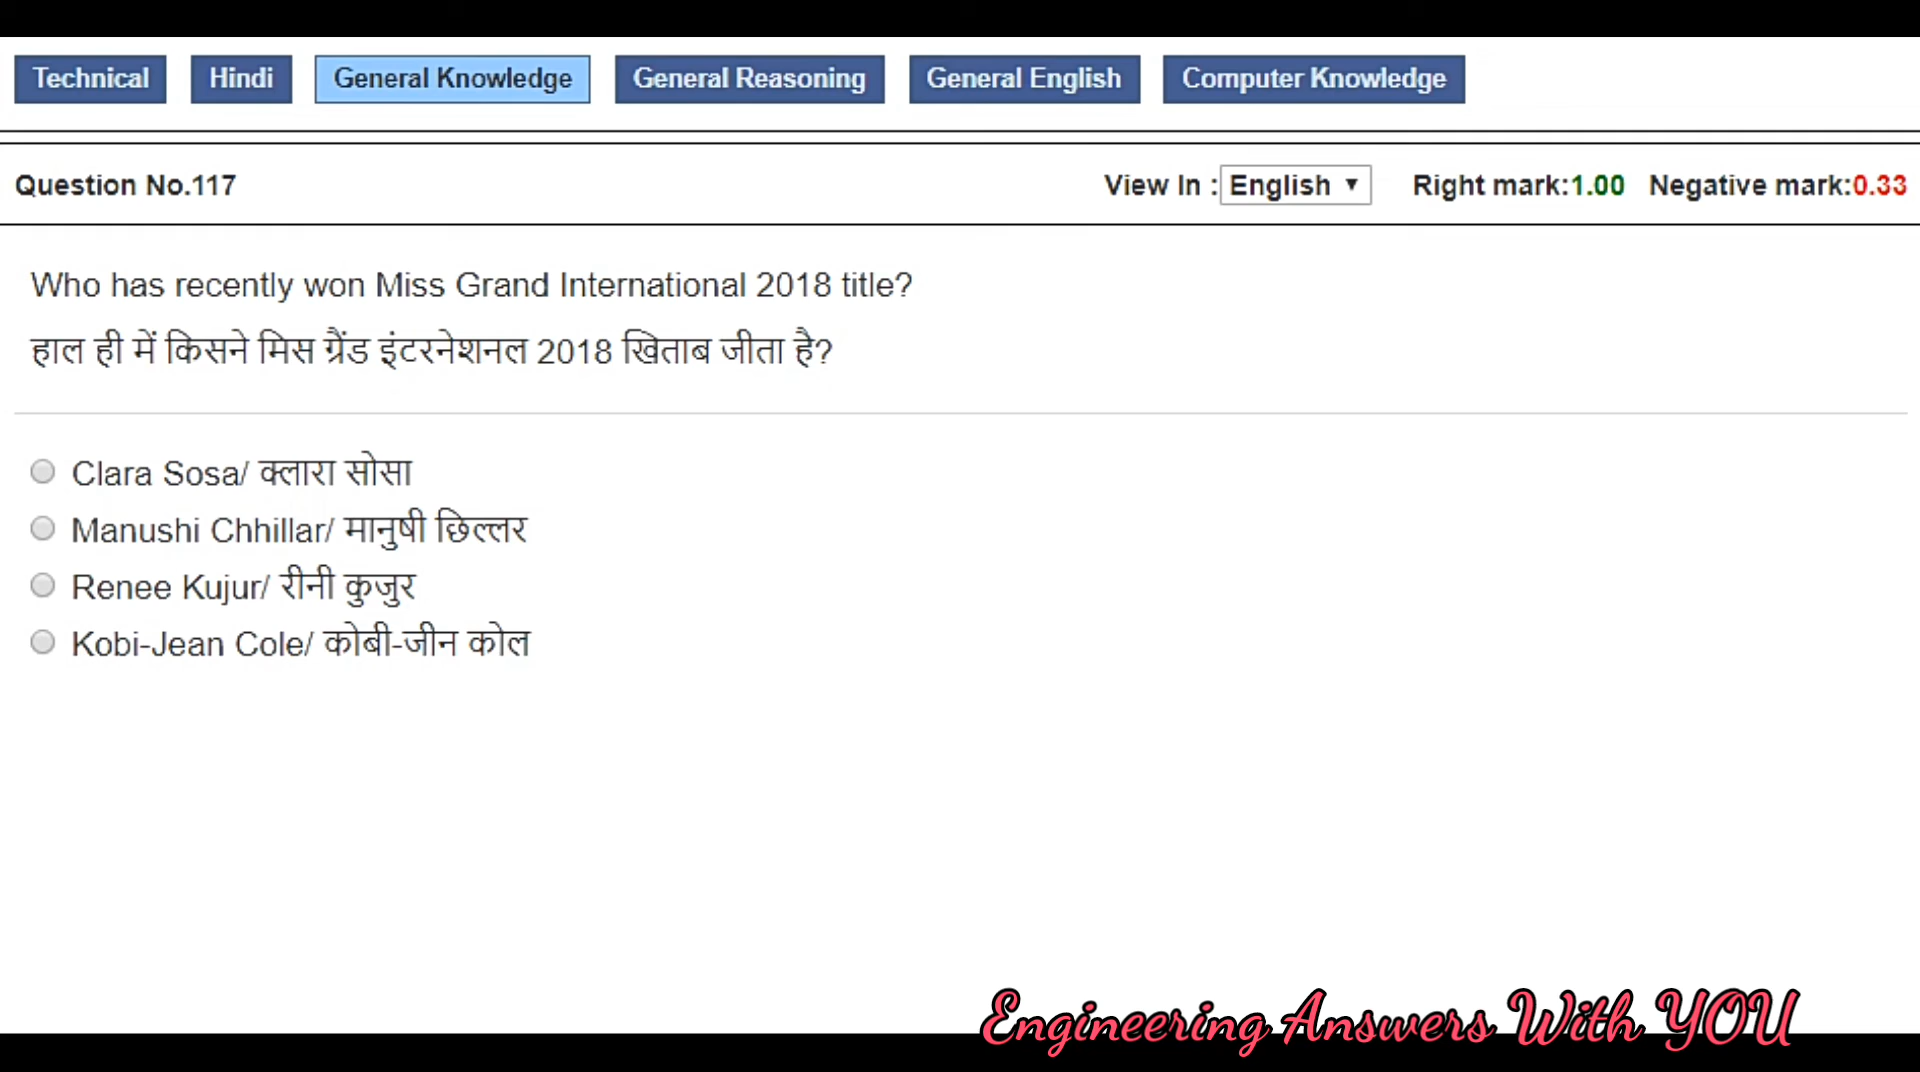 Technical Hindi General Knowledge General Reasoning General English Computer Knowledge
Question No.117 View In : English ▼ Right mark:1.00 Negative mark:0.33
Who has recently won Miss Grand International 2018 title?
हाल ही में किसने मिस ग्रैंड इंटरनेशनल 2018 खिताब जीता है?
Clara Sosa/ क्लारा सोसा
Manushi Chhillar/ मानुषी छिल्लर
Renee Kujur/ रीनी कुजुर
Kobi-Jean Cole/ कोबी-जीन कोल
Engineering Answers With YOU